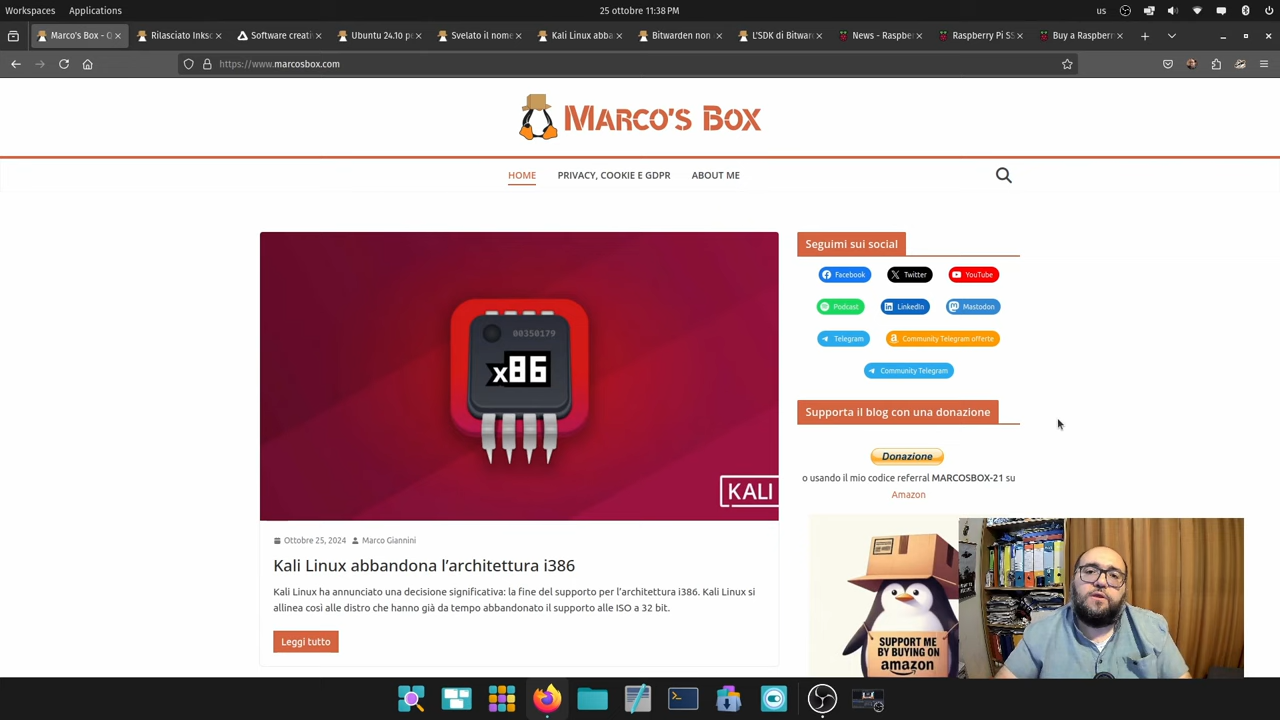 Workspaces Applications 25 ottobre 11:38 PM us
Marco's Box - O Rilasciato Inksc Software creati Ubuntu 24.10 p Svelato il nome Kali Linux abba Bitwarden non L'SDK di Bitwar News - Raspbe Raspberry Pi SS Buy a Raspberr
https://www.marcosbox.com
MARCO'S BOX
HOME PRIVACY, COOKIE E GDPR ABOUT ME
00350179
x86
KALI
Ottobre 25, 2024 Marco Giannini
Kali Linux abbandona l'architettura i386
Kali Linux ha annunciato una decisione significativa: la fine del supporto per l'architettura i386. Kali Linux si
allinea così alle distro che hanno già da tempo abbandonato il supporto alle ISO a 32 bit.
Leggi tutto
Seguimi sui social
Facebook Twitter YouTube
Podcast LinkedIn Mastodon
Telegram Community Telegram offerte
Community Telegram
Supporta il blog con una donazione
Donazione
o usando il mio codice referral MARCOSBOX-21 su
Amazon
SUPPORT ME
BY BUYING ON
amazon